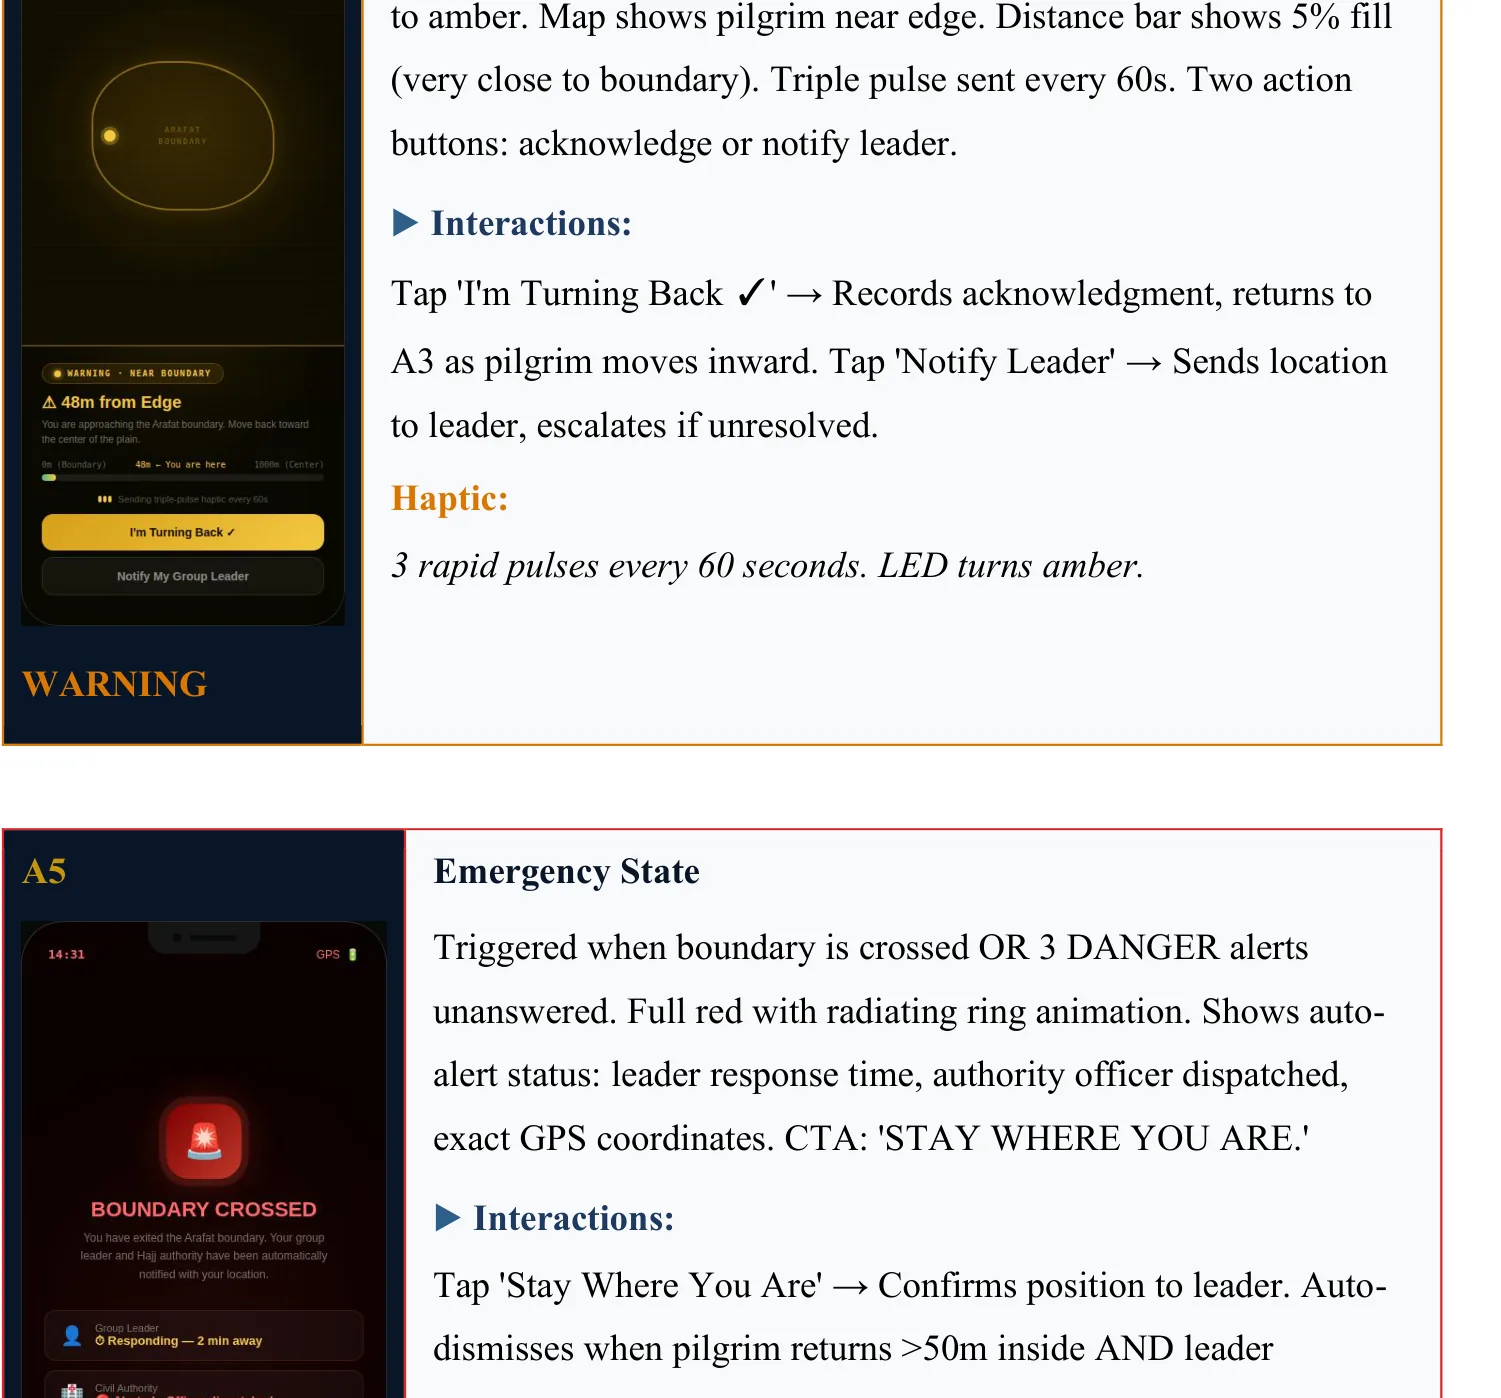 to amber. Map shows pilgrim near edge. Distance bar shows 5% fill
(very close to boundary). Triple pulse sent every 60s. Two action
buttons: acknowledge or notify leader.
▶ Interactions:
Tap 'I'm Turning Back ✓' → Records acknowledgment, returns to
A3 as pilgrim moves inward. Tap 'Notify Leader' → Sends location
to leader, escalates if unresolved.
Haptic:
3 rapid pulses every 60 seconds. LED turns amber.
ARAFAT
BOUNDARY
WARNING · NEAR BOUNDARY
⚠ 48m from Edge
You are approaching the Arafat boundary. Move back toward
the center of the plain.
0m (Boundary) 48m ← You are here 1000m (Center)
Sending triple-pulse haptic every 60s
I'm Turning Back ✓
Notify My Group Leader
WARNING
A5
14:31 GPS
BOUNDARY CROSSED
You have exited the Arafat boundary. Your group
leader and Hajj authority have been automatically
notified with your location.
Group Leader
⏱ Responding — 2 min away
Civil Authority
Emergency State
Triggered when boundary is crossed OR 3 DANGER alerts
unanswered. Full red with radiating ring animation. Shows auto-
alert status: leader response time, authority officer dispatched,
exact GPS coordinates. CTA: 'STAY WHERE YOU ARE.'
▶ Interactions:
Tap 'Stay Where You Are' → Confirms position to leader. Auto-
dismisses when pilgrim returns >50m inside AND leader